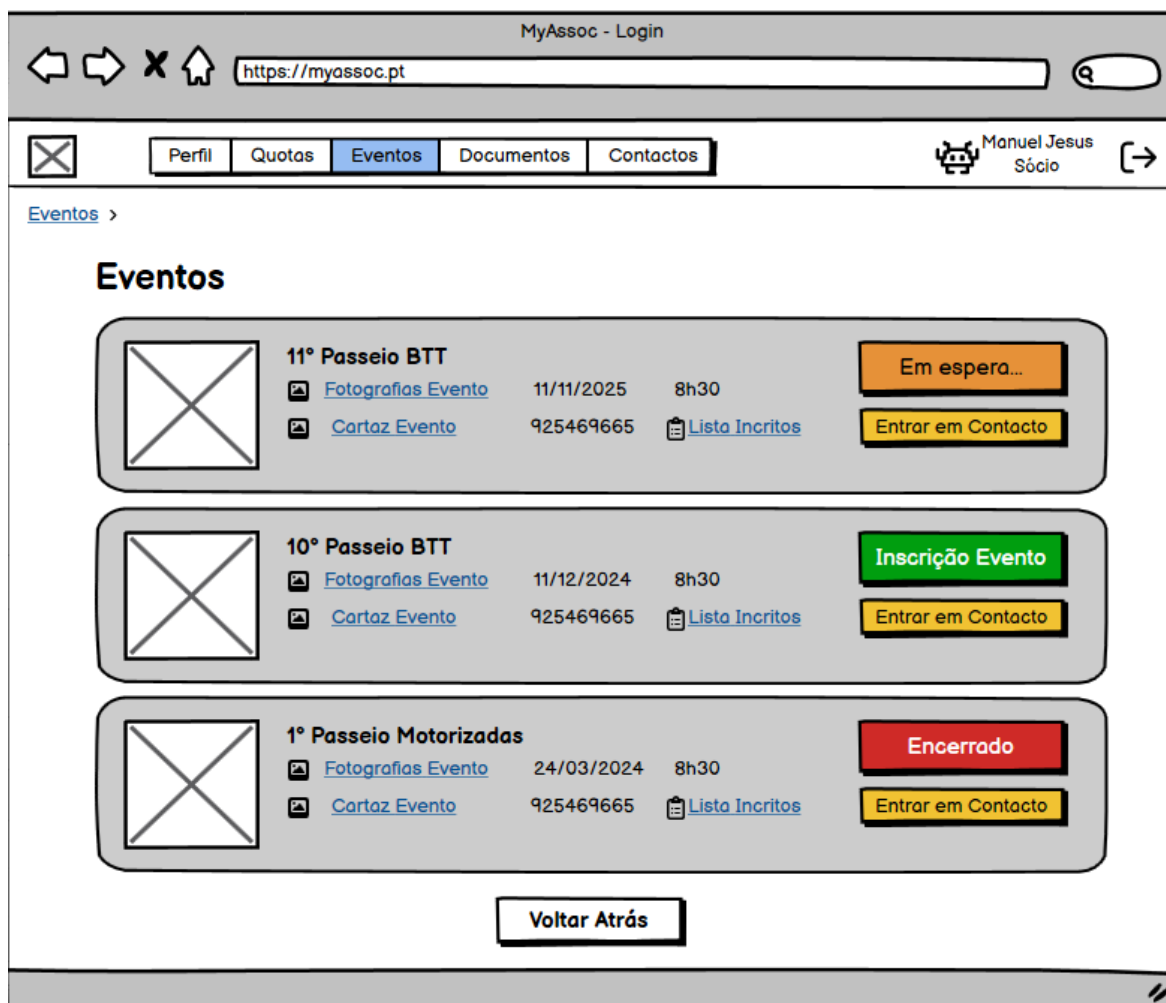 MyAssoc - Login
https://myassoc.pt
Perfil Quotas Eventos Documentos Contactos
Manuel Jesus
Sócio
Eventos >
Eventos
11º Passeio BTT
Em espera...
Fotografias Evento 11/11/2025 8h30
Cartaz Evento 925469665 Lista Incritos
Entrar em Contacto
10º Passeio BTT
Inscrição Evento
Fotografias Evento 11/12/2024 8h30
Cartaz Evento 925469665 Lista Incritos
Entrar em Contacto
1º Passeio Motorizadas
Encerrado
Fotografias Evento 24/03/2024 8h30
Cartaz Evento 925469665 Lista Incritos
Entrar em Contacto
Voltar Atrás